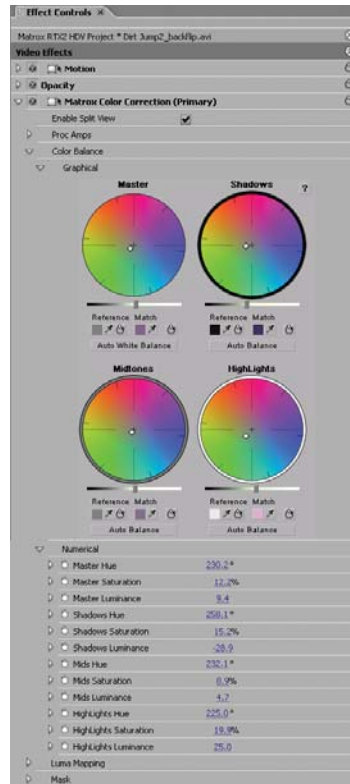 Effect Controls
Matrox RTX2 HDV Project * Dirt Jump2_backflip.avi
Video Effects
Motion
Opacity
Matrox Color Correction (Primary)
Enable Split View
Proc Amps
Color Balance
Graphical
Master Shadows ?
Reference Match Reference Match
Auto White Balance Auto Balance
Midtones HighLights
Reference Match Reference Match
Auto Balance Auto Balance
Numerical
Master Hue 230.2°
Master Saturation 12.2%
Master Luminance 9.4
Shadows Hue 258.1°
Shadows Saturation 15.2%
Shadows Luminance -28.9
Mids Hue 232.1°
Mids Saturation 8.9%
Mids Luminance 4.7
HighLights Hue 225.0°
HighLights Saturation 19.9%
HighLights Luminance 25.0
Luma Mapping
Mask